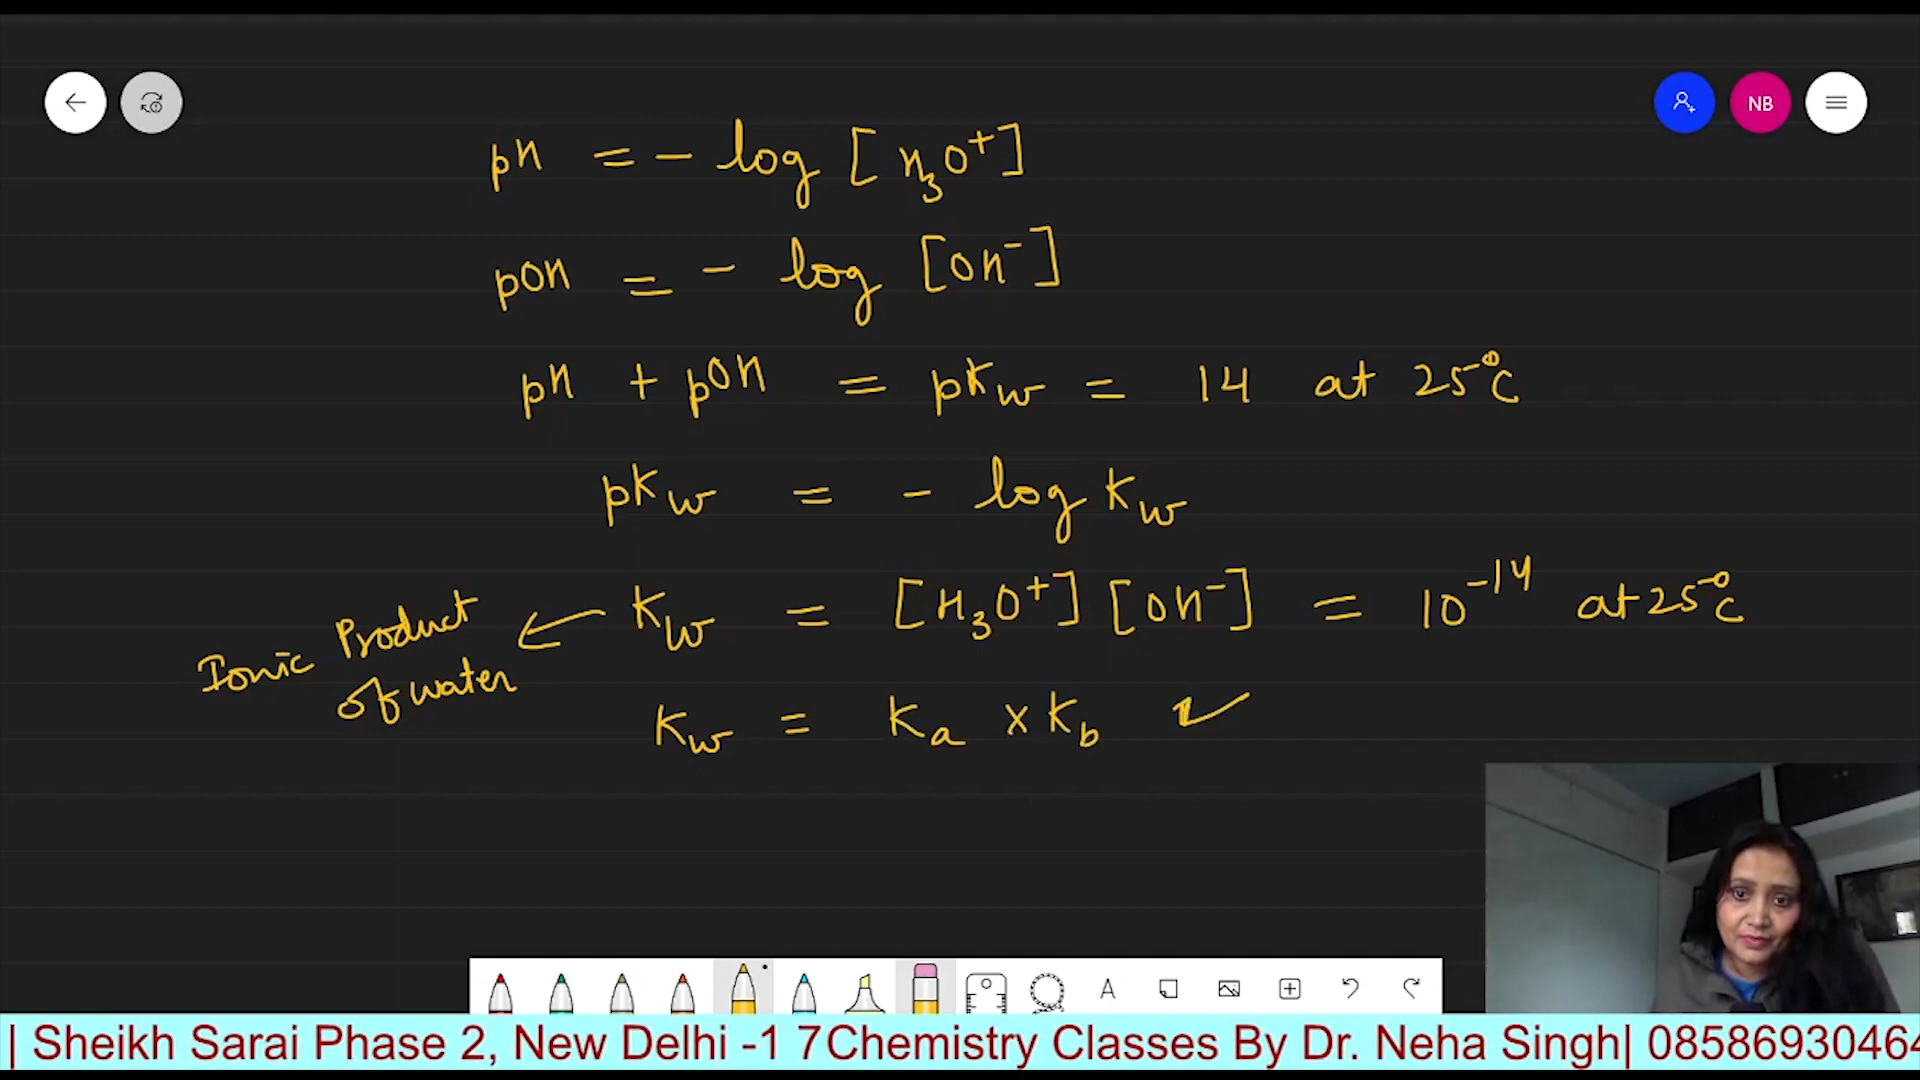 NB
pH = - log [H₃O⁺]
pOH = - log [OH⁻]
pH + pOH = pKw = 14 at 25°C
pKw = - log Kw
Kw = [H₃O⁺] [OH⁻] = 10⁻¹⁴ at 25°C
Ionic Product
of water
Kw = Ka x Kb ✓
A
| Sheikh Sarai Phase 2, New Delhi -1 7Chemistry Classes By Dr. Neha Singh| 0858693046